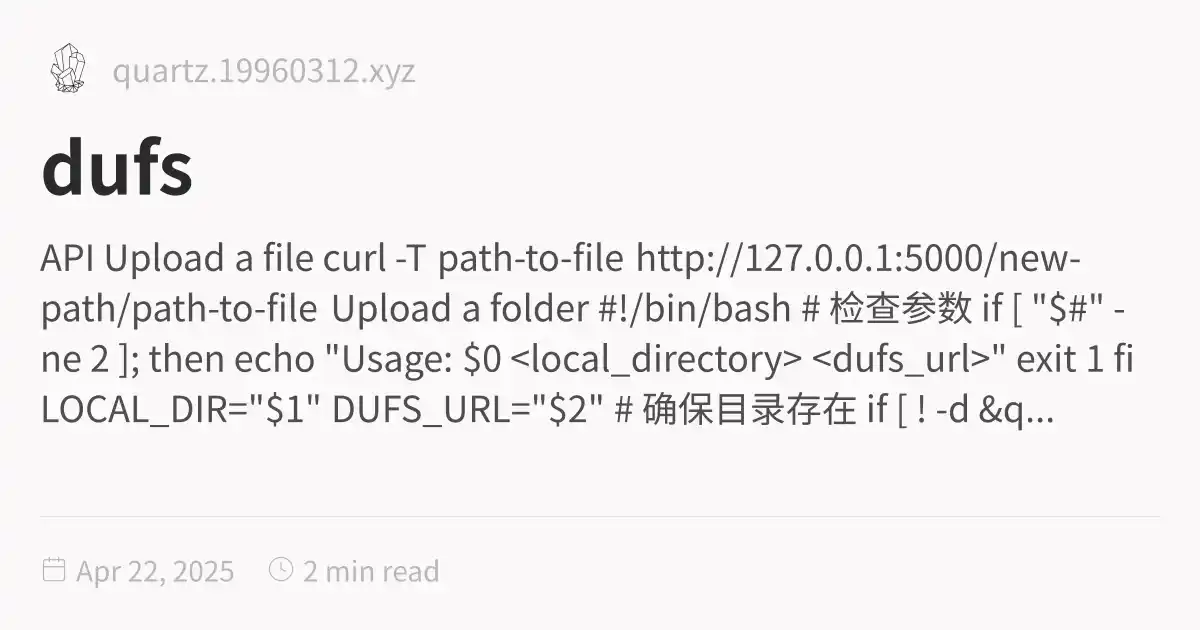 quartz.19960312.xyz
dufs
API Upload a file curl -T path-to-file http://127.0.0.1:5000/new-
path/path-to-file Upload a folder #!/bin/bash # 检查参数 if [ "$#" -
ne 2 ]; then echo "Usage: $0 <local_directory> <dufs_url>" exit 1 fi
LOCAL_DIR="$1" DUFS_URL="$2" # 确保目录存在 if [ ! -d &q...
Apr 22, 2025 2 min read